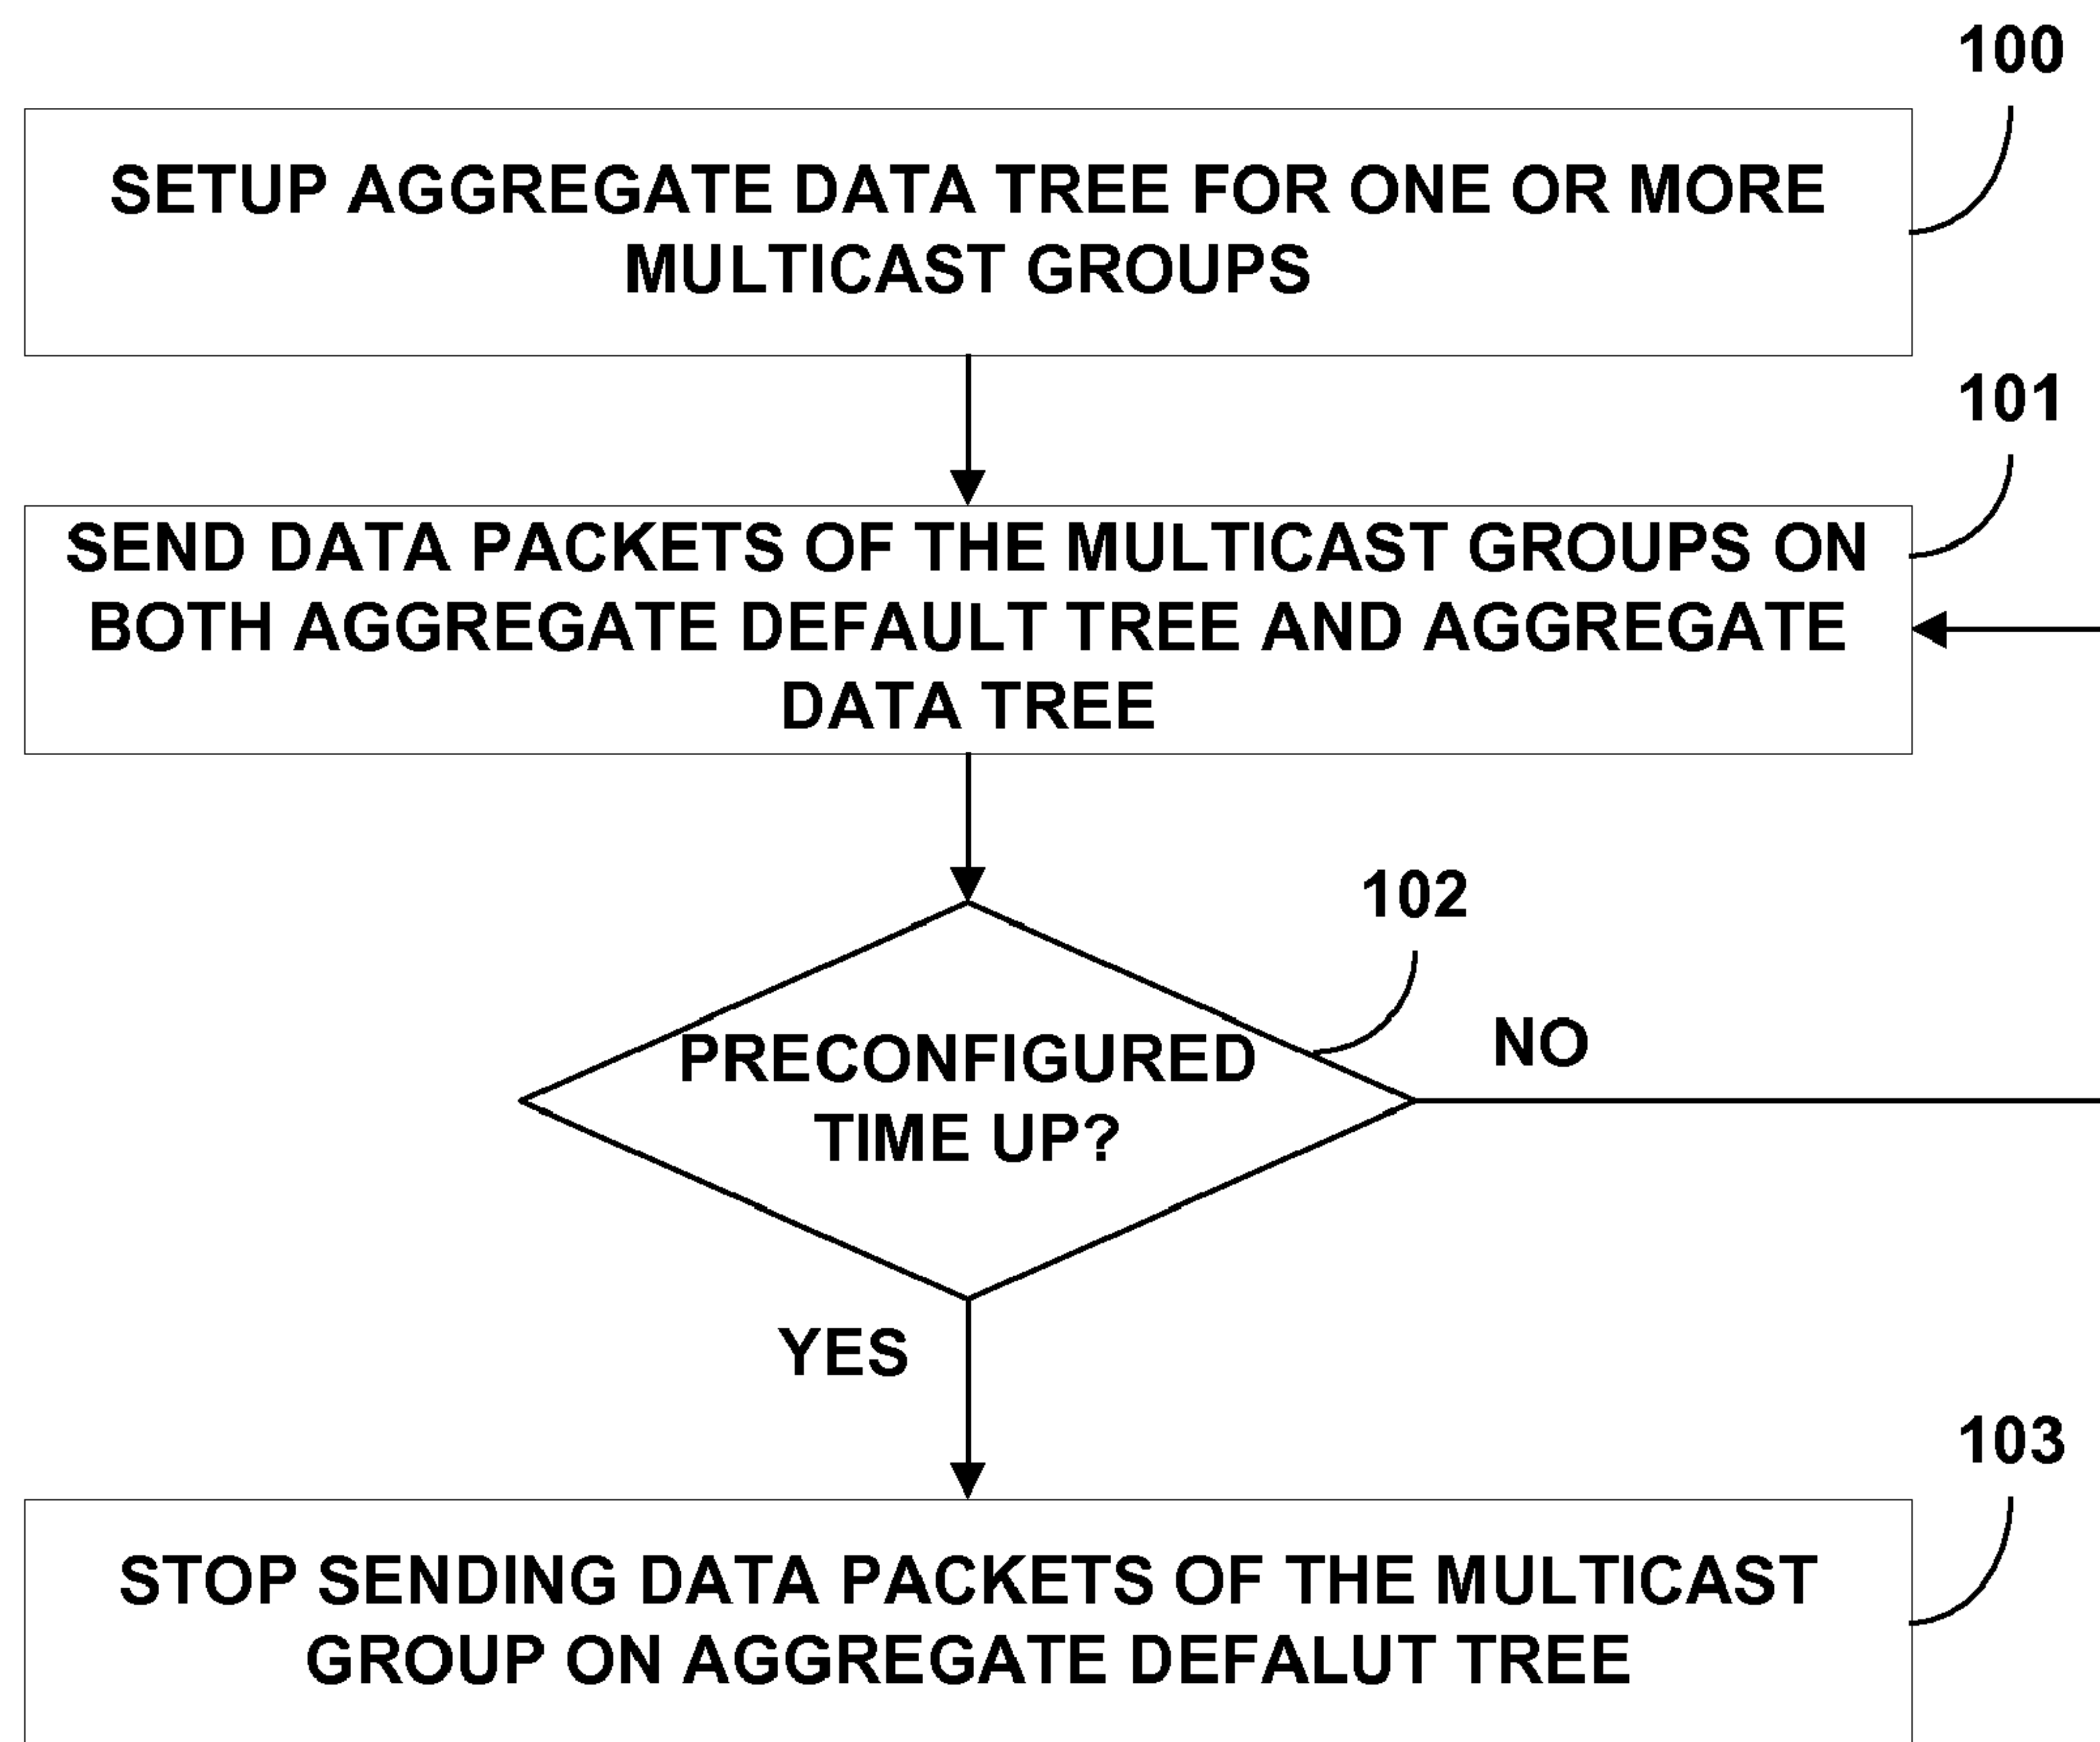 100
SETUP AGGREGATE DATA TREE FOR ONE OR MORE
MULTICAST GROUPS
101
SEND DATA PACKETS OF THE MULTICAST GROUPS ON
BOTH AGGREGATE DEFAULT TREE AND AGGREGATE
DATA TREE
102
PRECONFIGURED
TIME UP?
NO
YES
103
STOP SENDING DATA PACKETS OF THE MULTICAST
GROUP ON AGGREGATE DEFALUT TREE